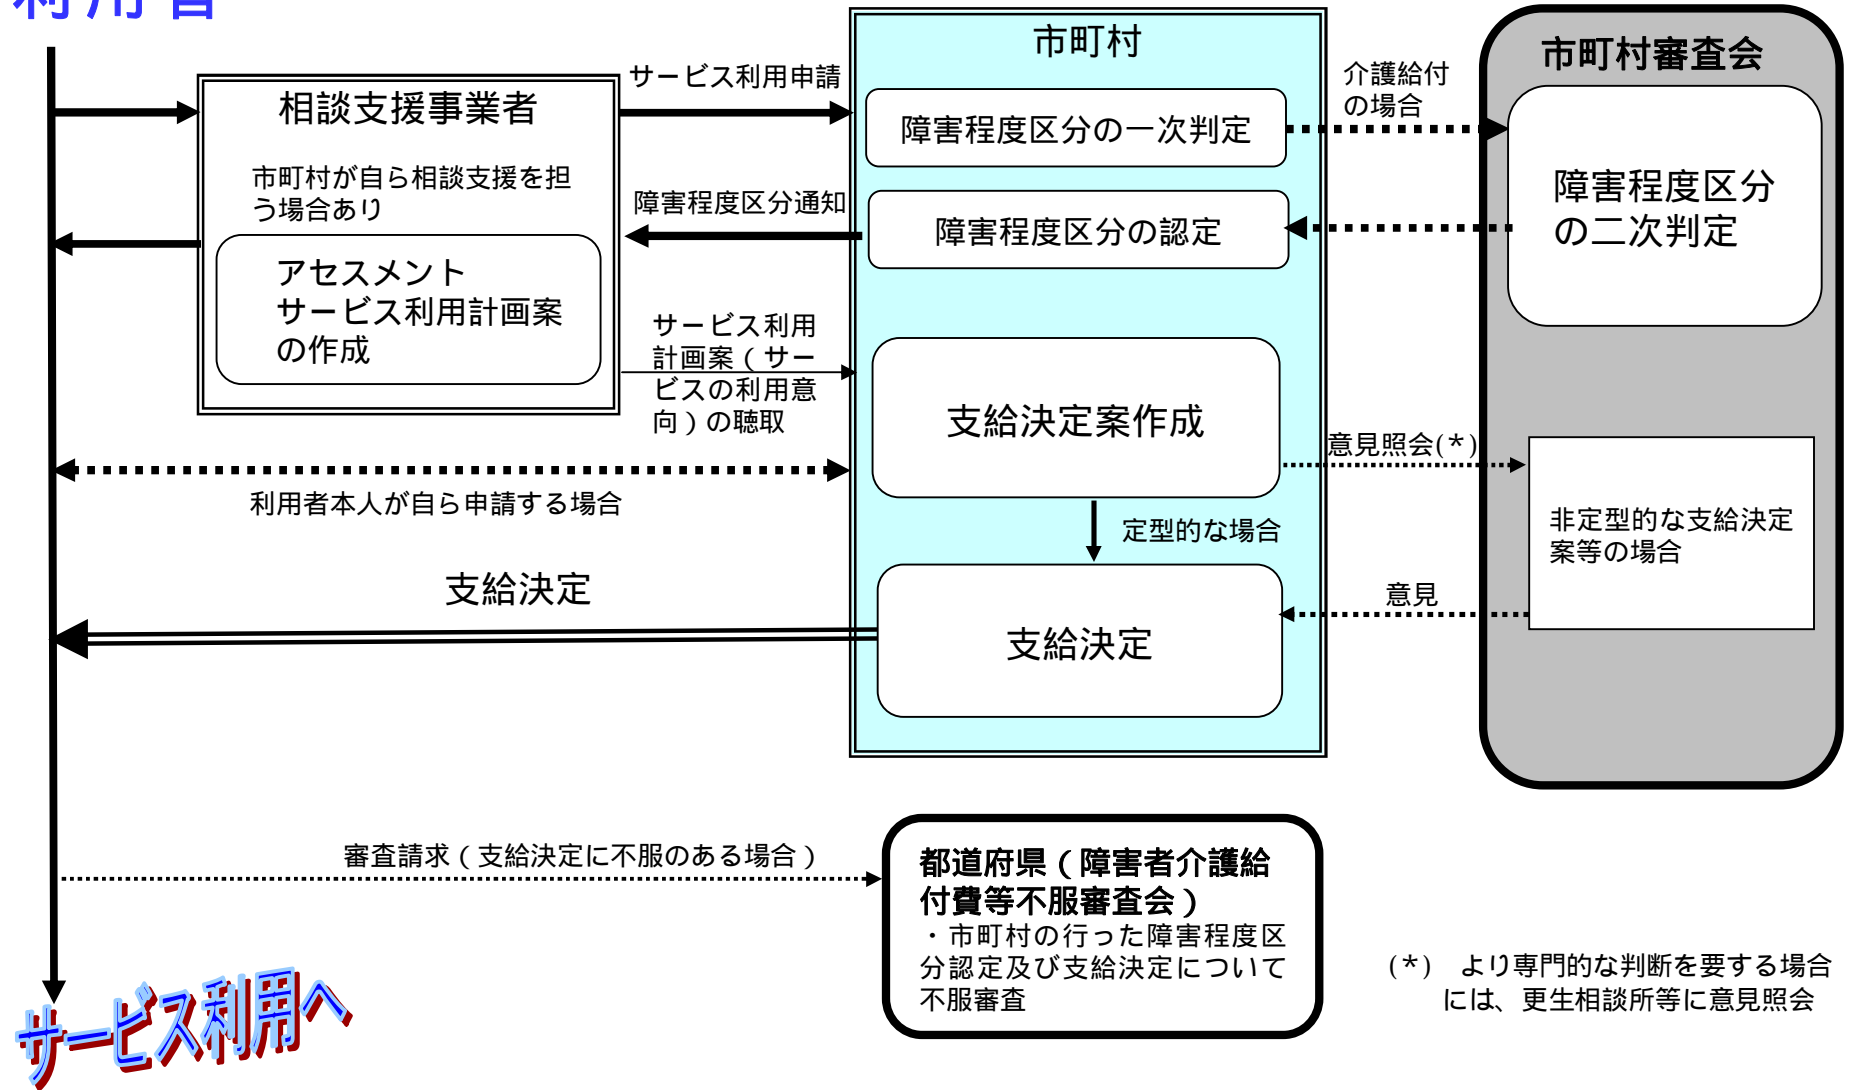 利用者
市町村
市町村審査会
サービス利用申請
介護給付
の場合
相談支援事業者
障害程度区分の一次判定
市町村が自ら相談支援を担
う場合あり
障害程度区分通知
障害程度区分の認定
障害程度区分
の二次判定
アセスメント
サービス利用計画案
の作成
サービス利用
計画案（サー
ビスの利用意
向）の聴取
支給決定案作成
意見照会(*)
利用者本人が自ら申請する場合
定型的な場合
非定型的な支給決定
案等の場合
支給決定
意見
支給決定
審査請求（支給決定に不服のある場合）
都道府県（障害者介護給
付費等不服審査会）
・市町村の行った障害程度区
分認定及び支給決定について
不服審査
(*)　より専門的な判断を要する場合
には、更生相談所等に意見照会
サービス利用へ